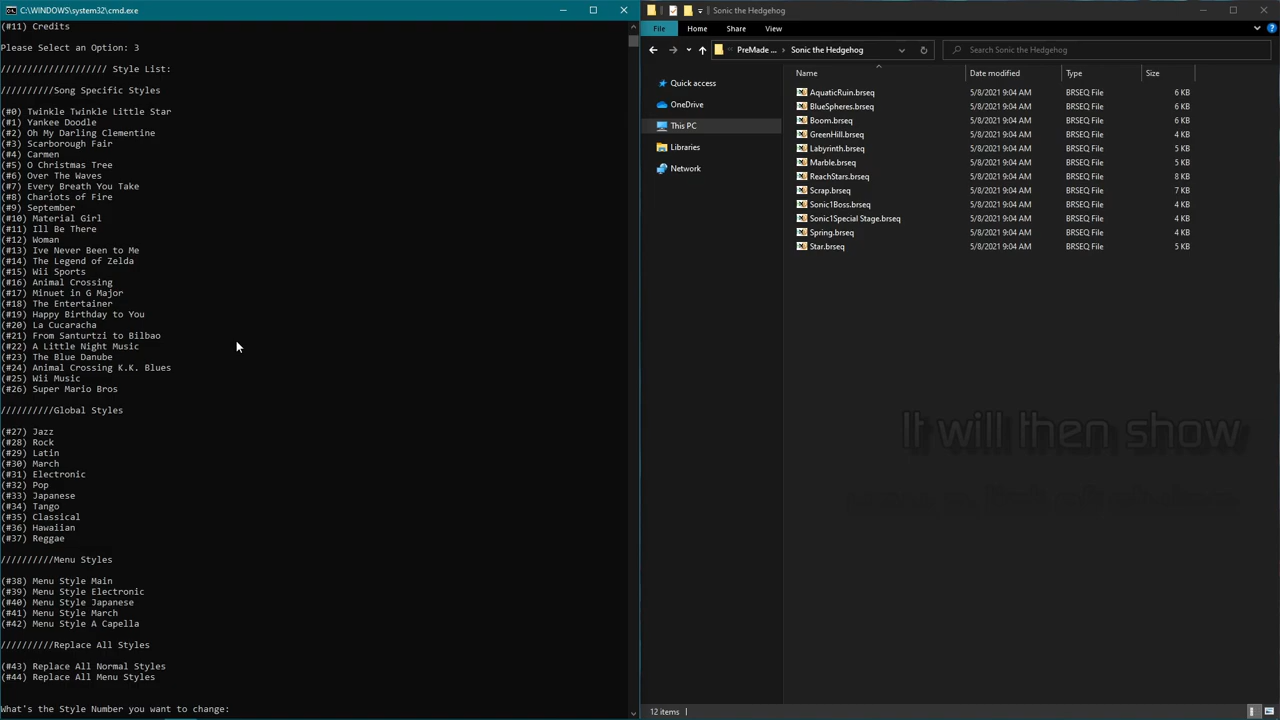 C:\WINDOWS\system32\cmd.exe
(#11) Credits
Please Select an Option: 3
//////////////////// Style List:
//////////Song Specific Styles
(#0) Twinkle Twinkle Little Star
(#1) Yankee Doodle
(#2) Oh My Darling Clementine
(#3) Scarborough Fair
(#4) Carmen
(#5) O Christmas Tree
(#6) Over The Waves
(#7) Every Breath You Take
(#8) Chariots of Fire
(#9) September
(#10) Material Girl
(#11) Ill Be There
(#12) Woman
(#13) Ive Never Been to Me
(#14) The Legend of Zelda
(#15) Wii Sports
(#16) Animal Crossing
(#17) Minuet in G Major
(#18) The Entertainer
(#19) Happy Birthday to You
(#20) La Cucaracha
(#21) From Santurtzi to Bilbao
(#22) A Little Night Music
(#23) The Blue Danube
(#24) Animal Crossing K.K. Blues
(#25) Wii Music
(#26) Super Mario Bros
//////////Global Styles
(#27) Jazz
(#28) Rock
(#29) Latin
(#30) March
(#31) Electronic
(#32) Pop
(#33) Japanese
(#34) Tango
(#35) Classical
(#36) Hawaiian
(#37) Reggae
//////////Menu Styles
(#38) Menu Style Main
(#39) Menu Style Electronic
(#40) Menu Style Japanese
(#41) Menu Style March
(#42) Menu Style A Capella
//////////Replace All Styles
(#43) Replace All Normal Styles
(#44) Replace All Menu Styles
What's the Style Number you want to change:
Sonic the Hedgehog
File Home Share View
PreMade ... Sonic the Hedgehog Search Sonic the Hedgehog
Quick access
OneDrive
This PC
Libraries
Network
Name Date modified Type Size
AquaticRuin.brseq 5/8/2021 9:04 AM BRSEQ File 6 KB
BlueSpheres.brseq 5/8/2021 9:04 AM BRSEQ File 6 KB
Boom.brseq 5/8/2021 9:04 AM BRSEQ File 6 KB
GreenHill.brseq 5/8/2021 9:04 AM BRSEQ File 4 KB
Labyrinth.brseq 5/8/2021 9:04 AM BRSEQ File 5 KB
Marble.brseq 5/8/2021 9:04 AM BRSEQ File 5 KB
ReachStars.brseq 5/8/2021 9:04 AM BRSEQ File 8 KB
Scrap.brseq 5/8/2021 9:04 AM BRSEQ File 7 KB
Sonic1Boss.brseq 5/8/2021 9:04 AM BRSEQ File 4 KB
Sonic1Special Stage.brseq 5/8/2021 9:04 AM BRSEQ File 4 KB
Spring.brseq 5/8/2021 9:04 AM BRSEQ File 4 KB
Star.brseq 5/8/2021 9:04 AM BRSEQ File 5 KB
It will then show
12 items